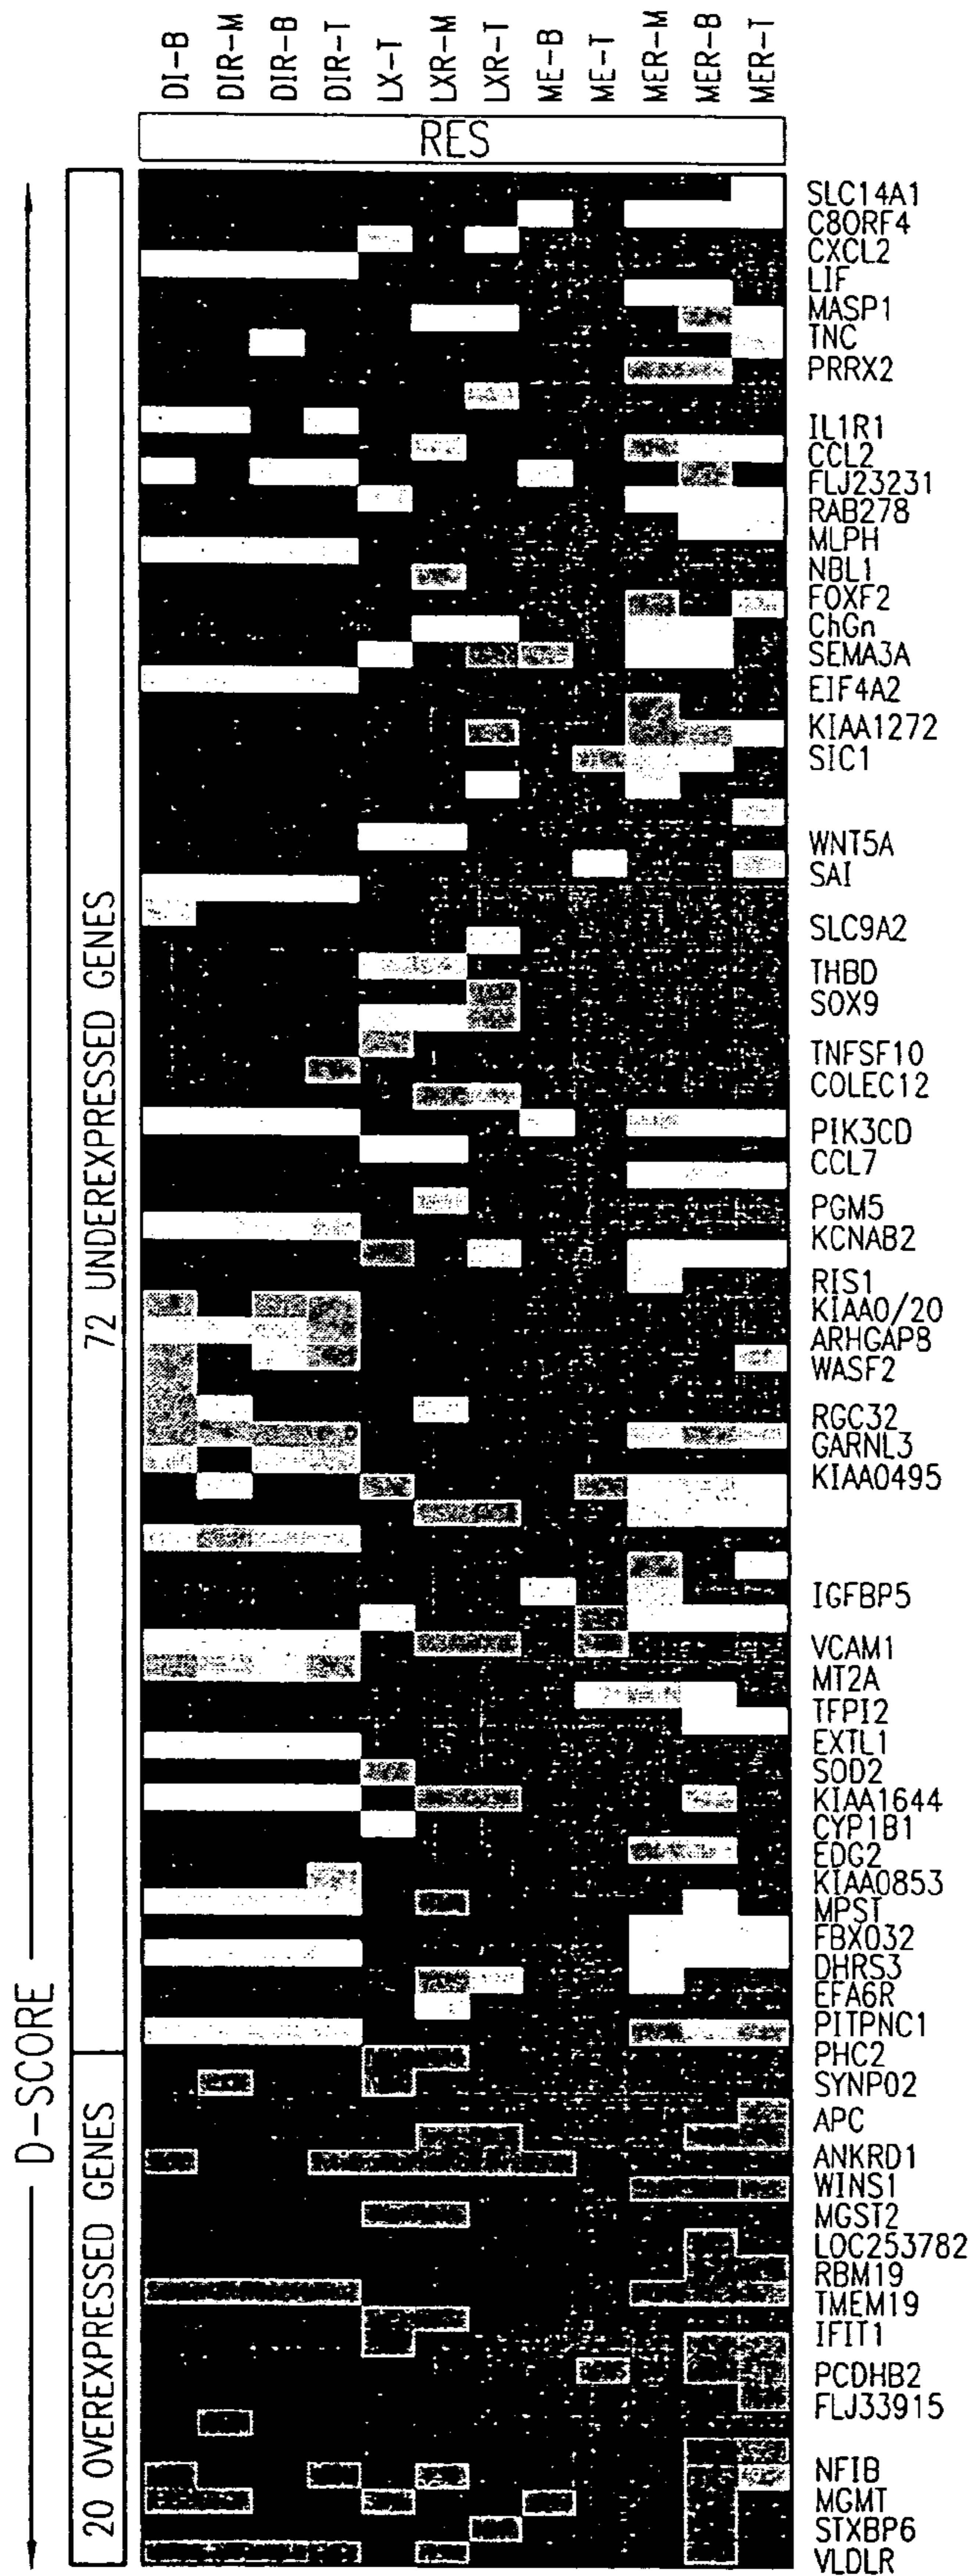 DI-B
DIR-M
DIR-B
DIR-T
LX-T
LXR-M
LXR-T
ME-B
ME-T
MER-M
MER-B
MER-T
RES
D-SCORE
72 UNDEREXPRESSED GENES
20 OVEREXPRESSED GENES
SLC14A1
C8ORF4
CXCL2
LIF
MASP1
TNC
PRRX2
IL1R1
CCL2
FLJ23231
RAB278
MLPH
NBL1
FOXF2
ChGn
SEMA3A
EIF4A2
KIAA1272
SIC1
WNT5A
SAI
SLC9A2
THBD
SOX9
TNFSF10
COLEC12
PIK3CD
CCL7
PGM5
KCNAB2
RIS1
KIAA0/20
ARHGAP8
WASF2
RGC32
GARNL3
KIAA0495
IGFBP5
VCAM1
MT2A
TFPI2
EXTL1
SOD2
KIAA1644
CYP1B1
EDG2
KIAA0853
MPST
FBXO32
DHRS3
EFA6R
PITPNC1
PHC2
SYNPO2
APC
ANKRD1
WINS1
MGST2
LOC253782
RBM19
TMEM19
IFIT1
PCDHB2
FLJ33915
NFIB
MGMT
STXBP6
VLDLR